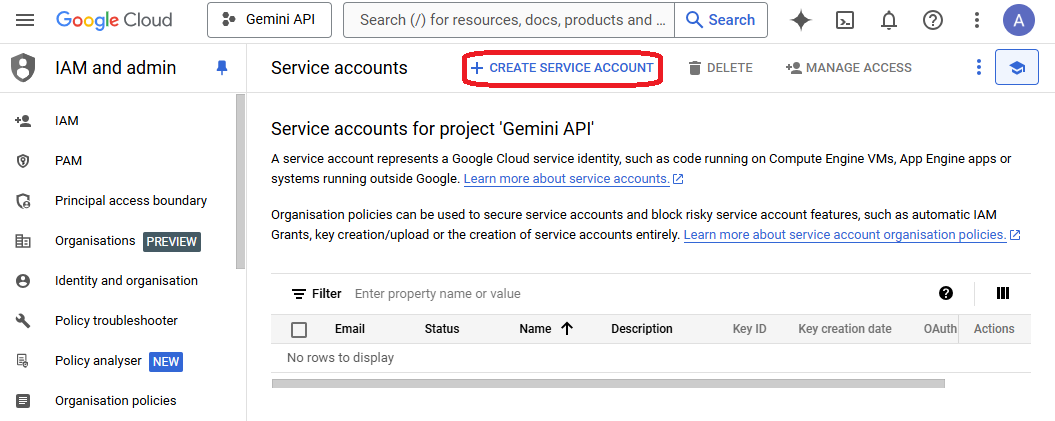 Google Cloud
Gemini API
Search (/) for resources, docs, products and ...
Search
A
IAM and admin
Service accounts
+ CREATE SERVICE ACCOUNT
DELETE
MANAGE ACCESS
IAM
PAM
Principal access boundary
Organisations PREVIEW
Identity and organisation
Policy troubleshooter
Policy analyser NEW
Organisation policies
Service accounts for project 'Gemini API'
A service account represents a Google Cloud service identity, such as code running on Compute Engine VMs, App Engine apps or
systems running outside Google. Learn more about service accounts.
Organisation policies can be used to secure service accounts and block risky service account features, such as automatic IAM
Grants, key creation/upload or the creation of service accounts entirely. Learn more about service account organisation policies.
Filter Enter property name or value
Email Status Name Description Key ID Key creation date OAuth Actions
No rows to display